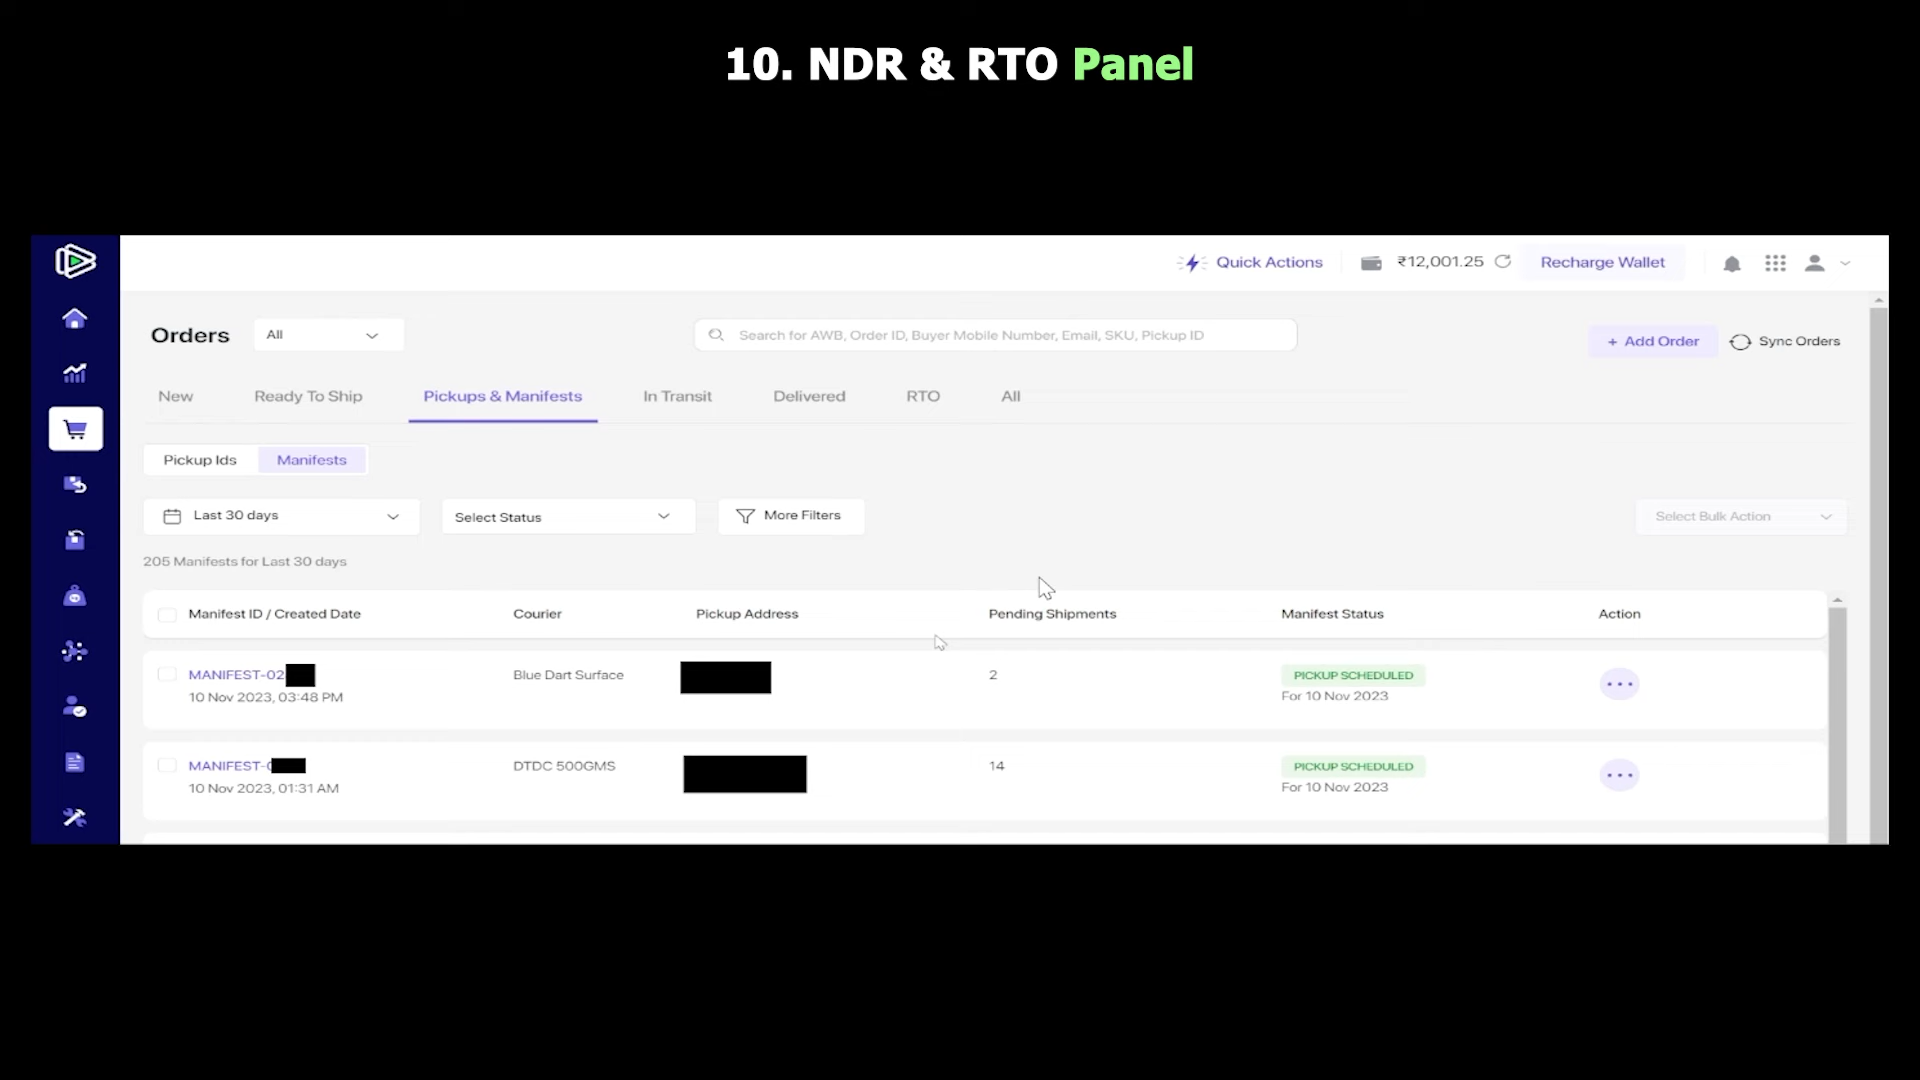 10. NDR & RTO Panel
Quick Actions ₹12,001.25 Recharge Wallet
Orders All Search for AWB, Order ID, Buyer Mobile Number, Email, SKU, Pickup ID + Add Order Sync Orders
New Ready To Ship Pickups & Manifests In Transit Delivered RTO All
Pickup Ids Manifests
Last 30 days Select Status More Filters Select Bulk Action
205 Manifests for Last 30 days
Manifest ID / Created Date Courier Pickup Address Pending Shipments Manifest Status Action
MANIFEST-02 Blue Dart Surface 2 PICKUP SCHEDULED
10 Nov 2023, 03:48 PM For 10 Nov 2023
MANIFEST- DTDC 500GMS 14 PICKUP SCHEDULED
10 Nov 2023, 01:31 AM For 10 Nov 2023